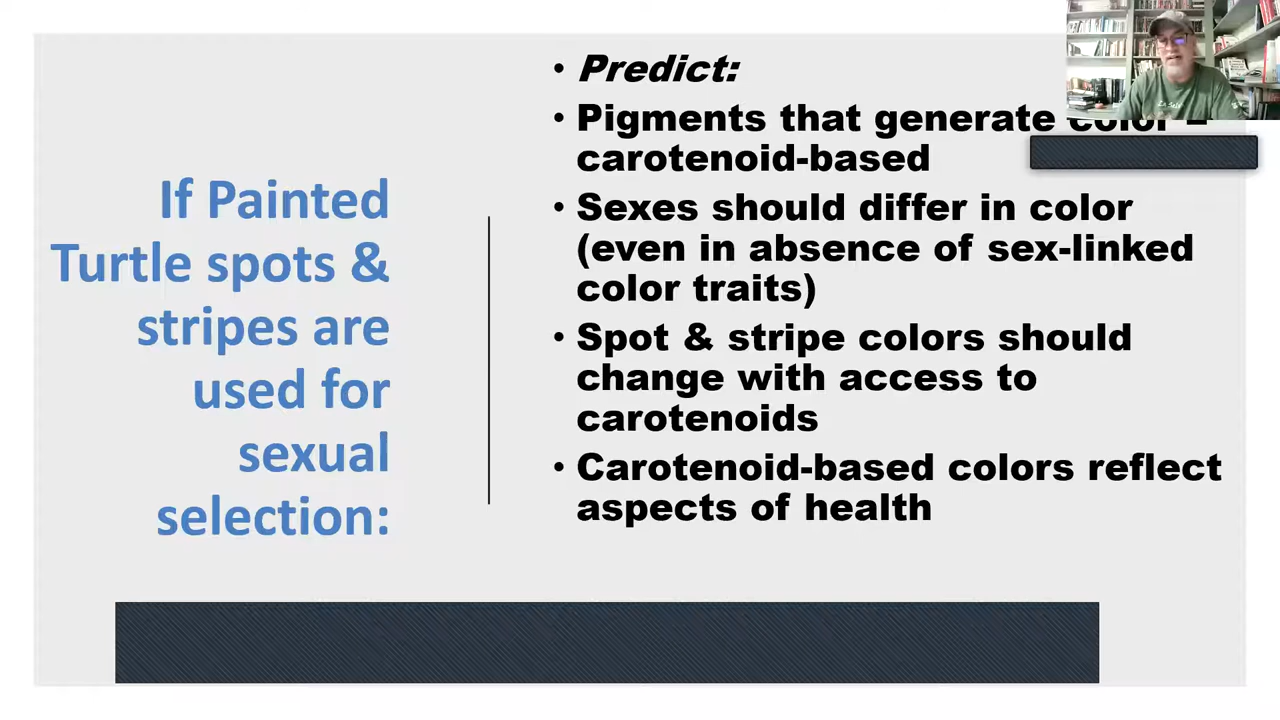 If Painted
Turtle spots &
stripes are
used for
sexual
selection:
• Predict:
• Pigments that generate color =
carotenoid-based
• Sexes should differ in color
(even in absence of sex-linked
color traits)
• Spot & stripe colors should
change with access to
carotenoids
• Carotenoid-based colors reflect
aspects of health